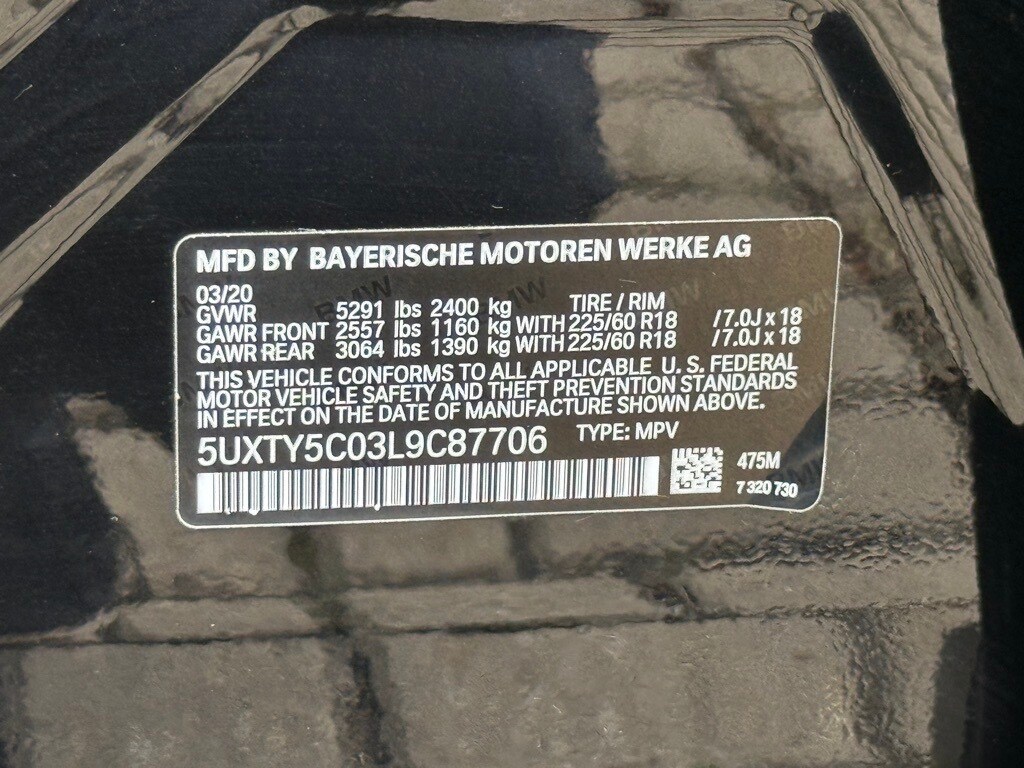 MFD BY BAYERISCHE MOTOREN WERKE AG
03/20
GVWR 5291 lbs 2400 kg TIRE / RIM
GAWR FRONT 2557 lbs 1160 kg WITH 225/60 R18 / 7.0J x 18
GAWR REAR 3064 lbs 1390 kg WITH 225/60 R18 / 7.0J x 18
THIS VEHICLE CONFORMS TO ALL APPLICABLE U. S. FEDERAL
MOTOR VEHICLE SAFETY AND THEFT PREVENTION STANDARDS
IN EFFECT ON THE DATE OF MANUFACTURE SHOWN ABOVE.
5UXTY5C03L9C87706 TYPE: MPV
475M
7 320 730